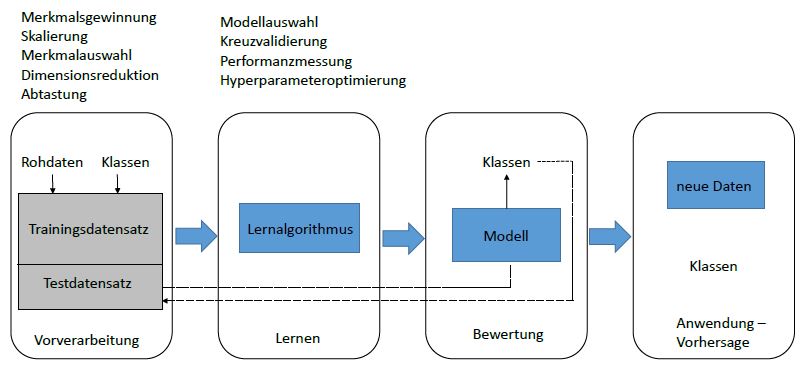 Merkmalsgewinnung
Skalierung
Merkmalauswahl
Dimensionsreduktion
Abtastung
Modellauswahl
Kreuzvalidierung
Performanzmessung
Hyperparameteroptimierung
Rohdaten
Klassen
Trainingsdatensatz
Testdatensatz
Vorverarbeitung
Lernalgorithmus
Lernen
Klassen
Modell
Bewertung
neue Daten
Klassen
Anwendung –
Vorhersage